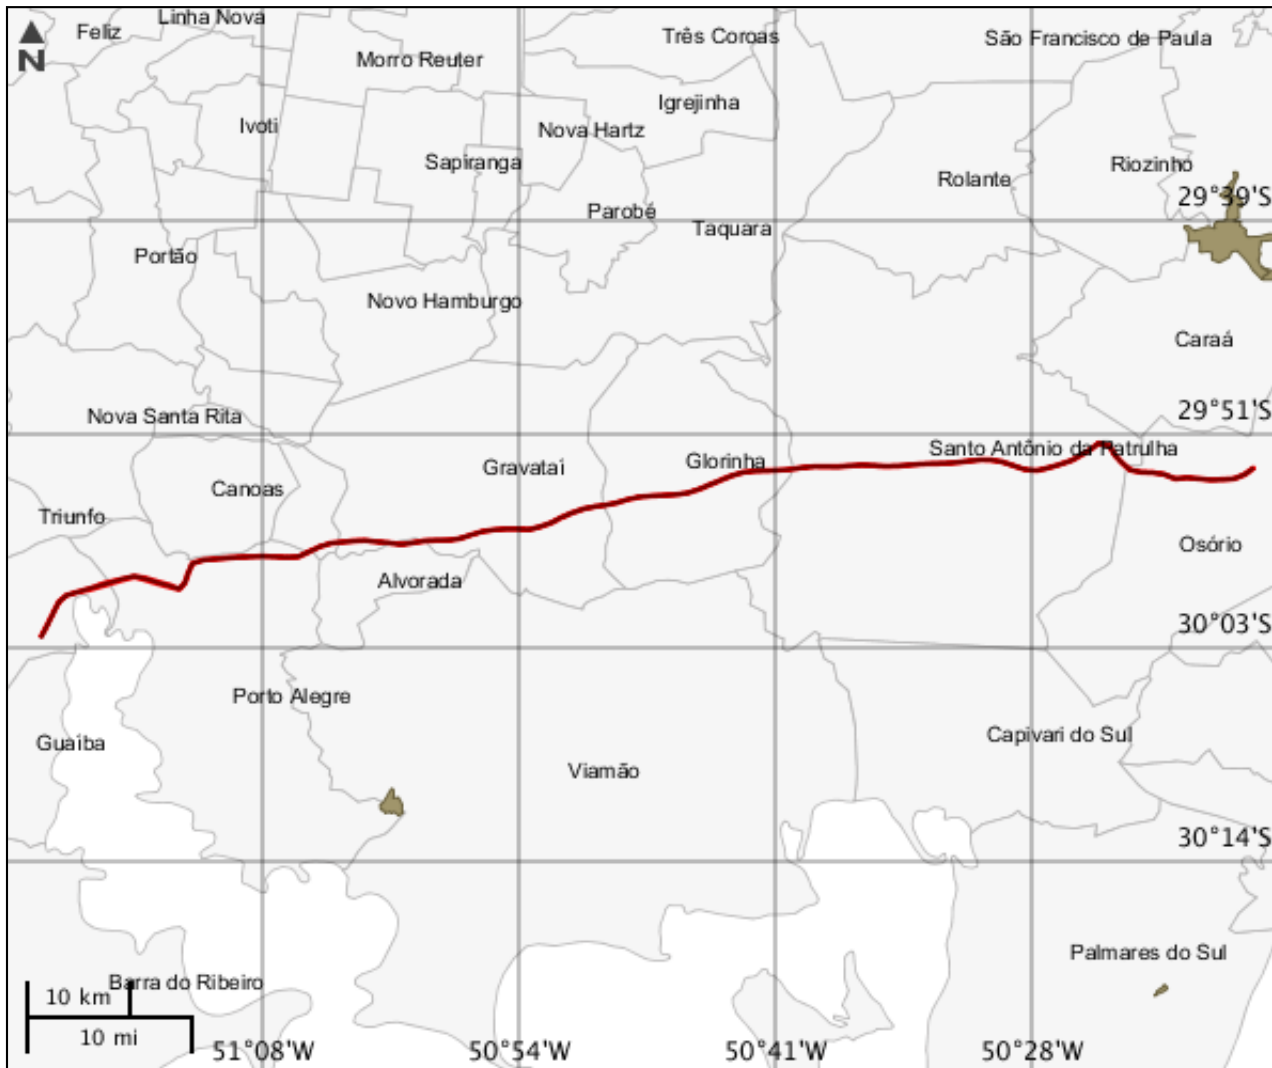 Linha Nova
Feliz
N
Três Coroas
São Francisco de Paula
Morro Reuter
Igrejinha
Ivoti
Nova Hartz
Sapiranga
Riozinho
Rolante
29°39'S
Parobé
Taquara
Portão
Novo Hamburgo
Caraá
29°51'S
Nova Santa Rita
Santo Antônio da Patrulha
Glorinha
Gravataí
Canoas
Triunfo
Osório
Alvorada
30°03'S
Porto Alegre
Capivari do Sul
Guaíba
Viamão
30°14'S
Palmares do Sul
Barra do Ribeiro
10 km
10 mi
51°08'W
50°54'W
50°41'W
50°28'W